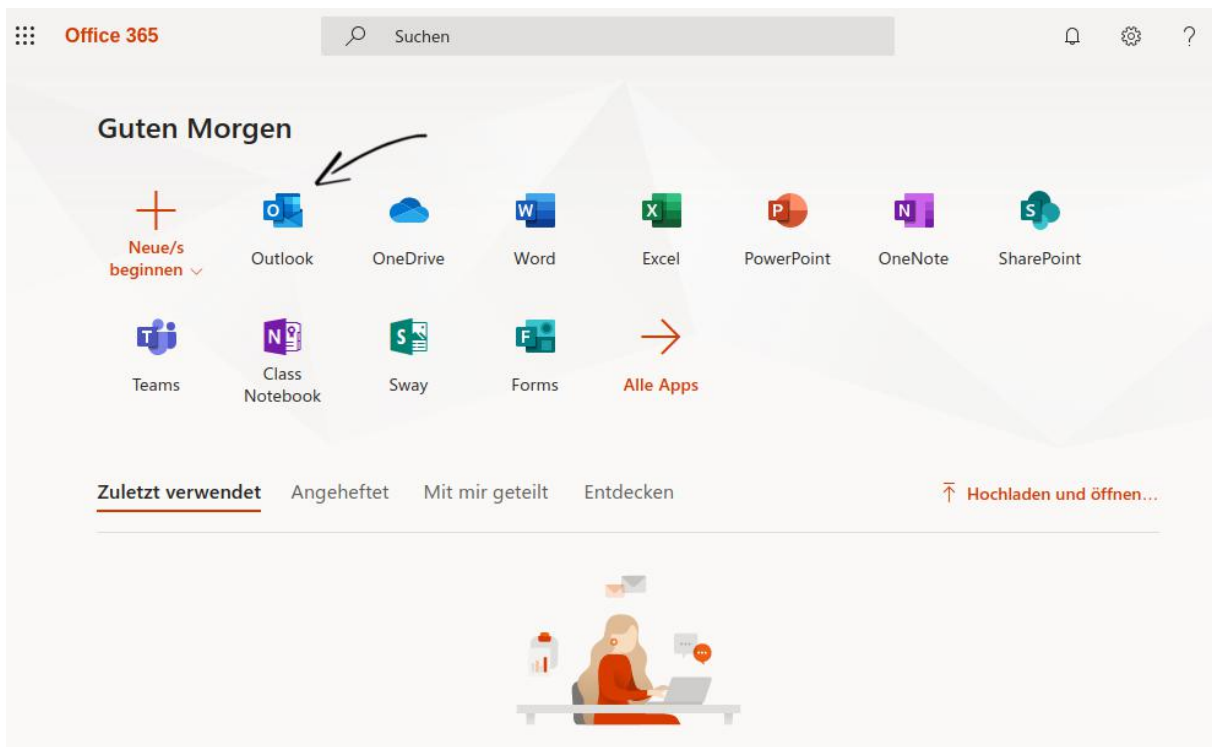 Office 365
Suchen
?
Guten Morgen
Neue/s
beginnen
Outlook
OneDrive
Word
Excel
PowerPoint
OneNote
SharePoint
Teams
Class
Notebook
Sway
Forms
Alle Apps
Zuletzt verwendet Angeheftet Mit mir geteilt Entdecken Hochladen und öffnen...